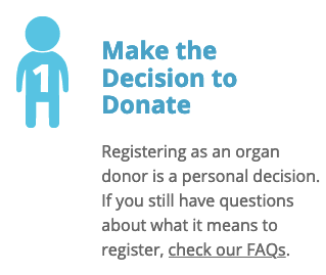 1
Make the
Decision to
Donate
Registering as an organ
donor is a personal decision.
If you still have questions
about what it means to
register, check our FAQs.